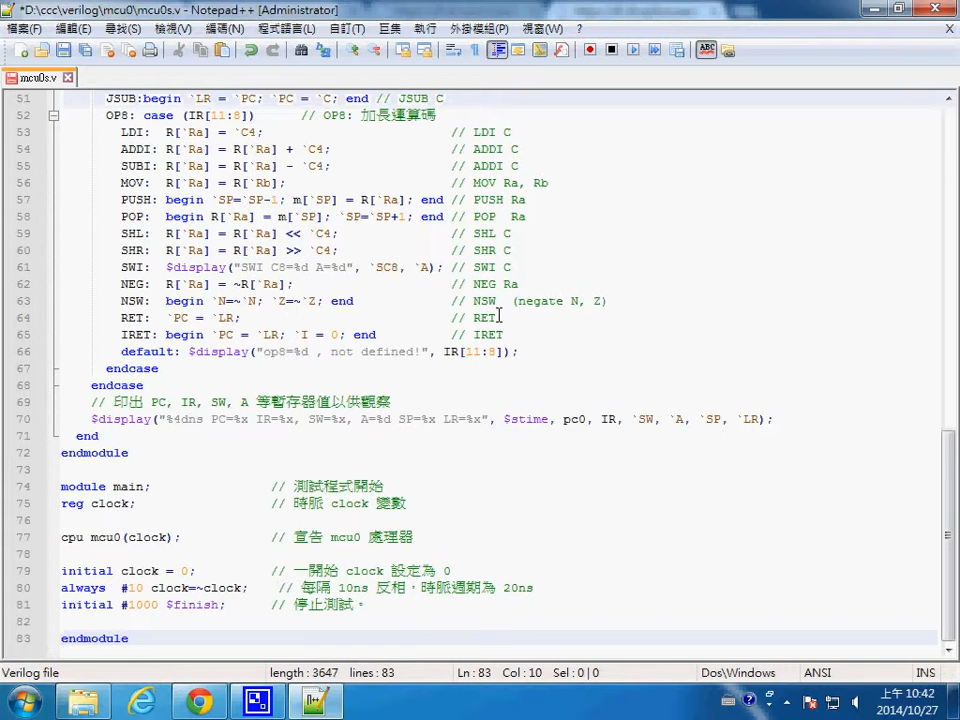 *D:\ccc\verilog\mcu0\mcu0s.v - Notepad++ [Administrator]
檔案(F) 編輯(E) 尋找(S) 檢視(V) 編碼(N) 程式語言(L) 自訂(T) 巨集 執行 外掛模組(P) 視窗(W) ? X
ABC
mcu0s.v
51 JSUB:begin `LR = `PC; `PC = `C; end // JSUB C
52 OP8: case (IR[11:8]) // OP8: 加長運算碼
53 LDI: R[`Ra] = `C4; // LDI C
54 ADDI: R[`Ra] = R[`Ra] + `C4; // ADDI C
55 SUBI: R[`Ra] = R[`Ra] - `C4; // ADDI C
56 MOV: R[`Ra] = R[`Rb]; // MOV Ra, Rb
57 PUSH: begin `SP=`SP-1; m[`SP] = R[`Ra]; end // PUSH Ra
58 POP: begin R[`Ra] = m[`SP]; `SP=`SP+1; end // POP Ra
59 SHL: R[`Ra] = R[`Ra] << `C4; // SHL C
60 SHR: R[`Ra] = R[`Ra] >> `C4; // SHR C
61 SWI: $display("SWI C8=%d A=%d", `SC8, `A); // SWI C
62 NEG: R[`Ra] = ~R[`Ra]; // NEG Ra
63 NSW: begin `N=~`N; `Z=~`Z; end // NSW (negate N, Z)
64 RET: `PC = `LR; // RET
65 IRET: begin `PC = `LR; `I = 0; end // IRET
66 default: $display("op8=%d , not defined!", IR[11:8]);
67 endcase
68 endcase
69 // 印出 PC, IR, SW, A 等暫存器值以供觀察
70 $display("%4dns PC=%x IR=%x, SW=%x, A=%d SP=%x LR=%x", $stime, pc0, IR, `SW, `A, `SP, `LR);
71 end
72 endmodule
73
74 module main; // 測試程式開始
75 reg clock; // 時脈 clock 變數
76
77 cpu mcu0(clock); // 宣告 mcu0 處理器
78
79 initial clock = 0; // 一開始 clock 設定為 0
80 always #10 clock=~clock; // 每隔 10ns 反相，時脈週期為 20ns
81 initial #1000 $finish; // 停止測試。
82
83 endmodule
Verilog file length : 3647 lines : 83 Ln : 83 Col : 10 Sel : 0 | 0 Dos\Windows ANSI INS
上午 10:42
2014/10/27